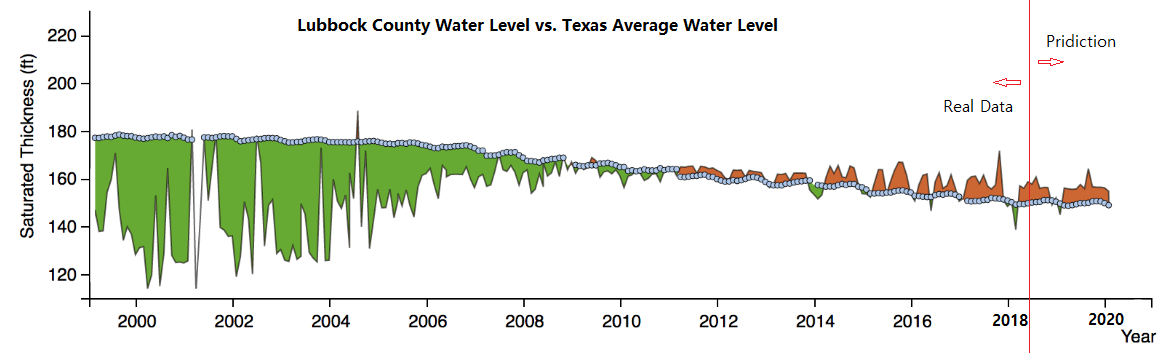 Lubbock County Water Level vs. Texas Average Water Level
Pridiction
Real Data
Saturated Thickness (ft)
220
200
180
160
140
120
2000 2002 2004 2006 2008 2010 2012 2014 2016 2018 2020
Year